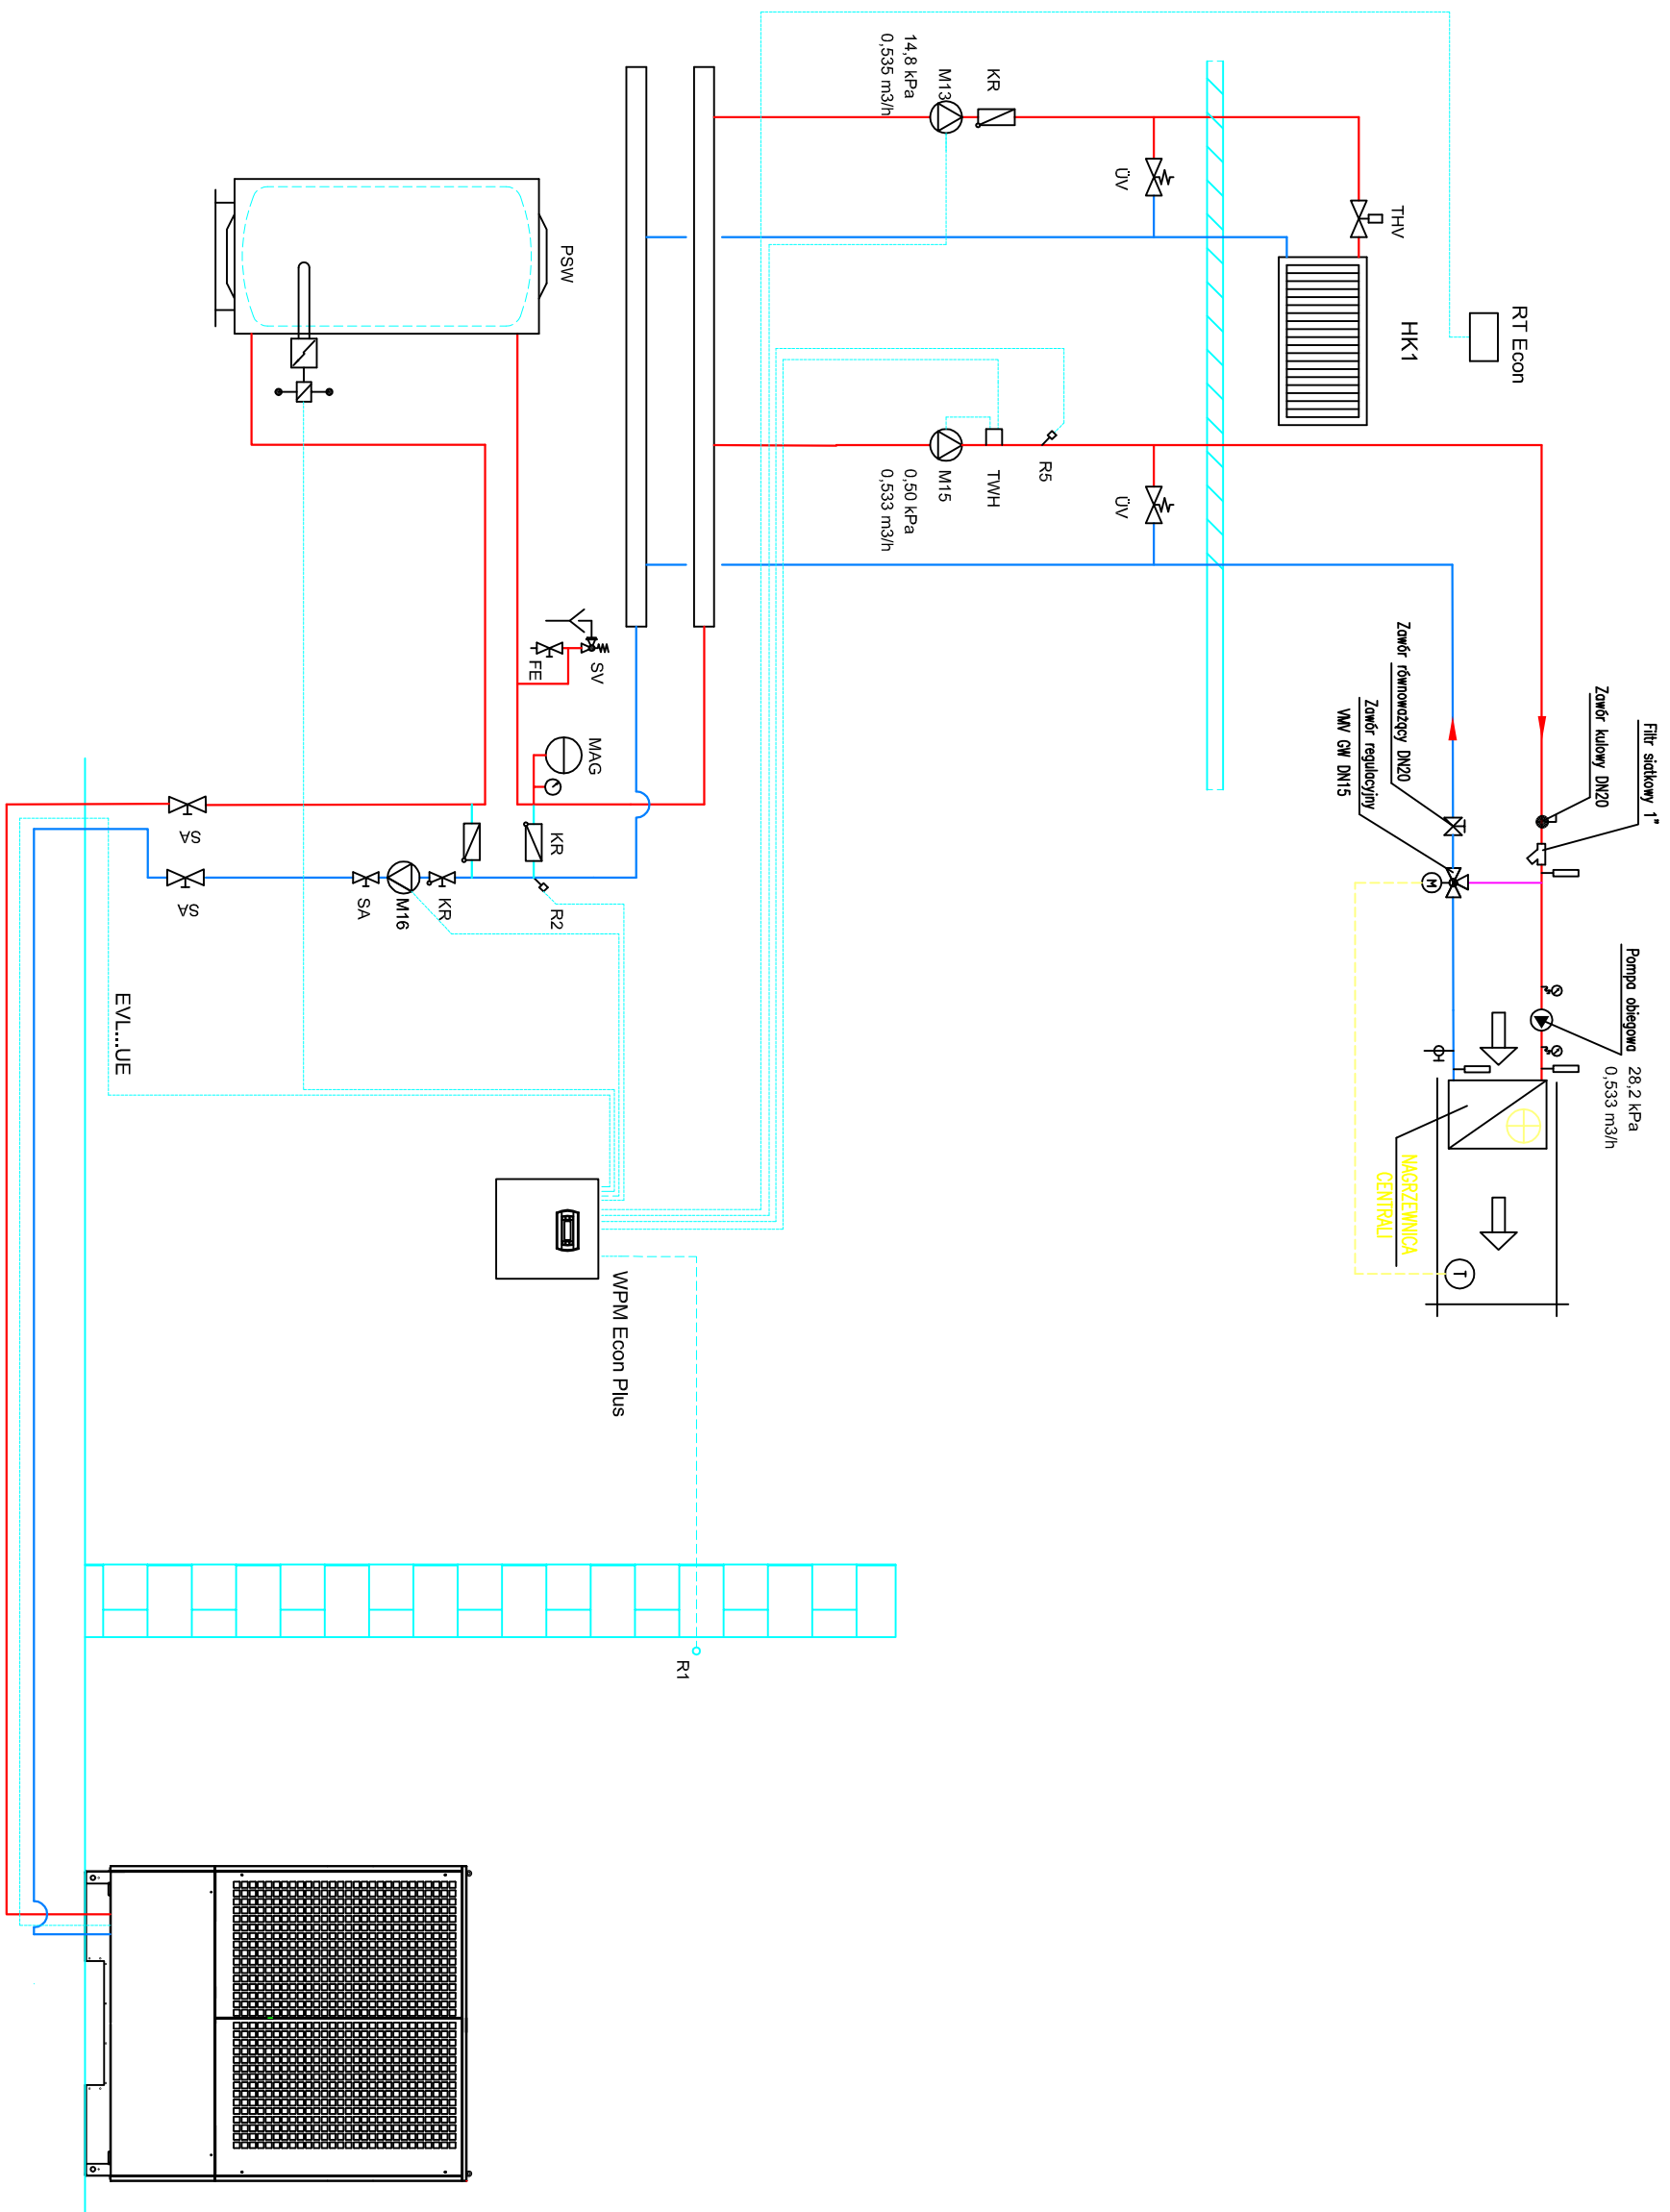 Filtr siatkowy 1"
Zawór kulowy DN20
Pompa obiegowa
28,2 kPa
0,533 m3/h
RT Econ
HK1
THV
Zawór równoważący DN20
Zawór regulacyjny
VMV GW DN15
M
NAGRZEWNICA
CENTRALI
T
ÜV
ÜV
KR
M13
14,8 kPa
0,535 m3/h
R5
TWH
M15
0,50 kPa
0,533 m3/h
PSW
SV
FE
MAG
KR
R2
KR
M16
SA
SA
SA
WPM Econ Plus
R1
EVL...UE